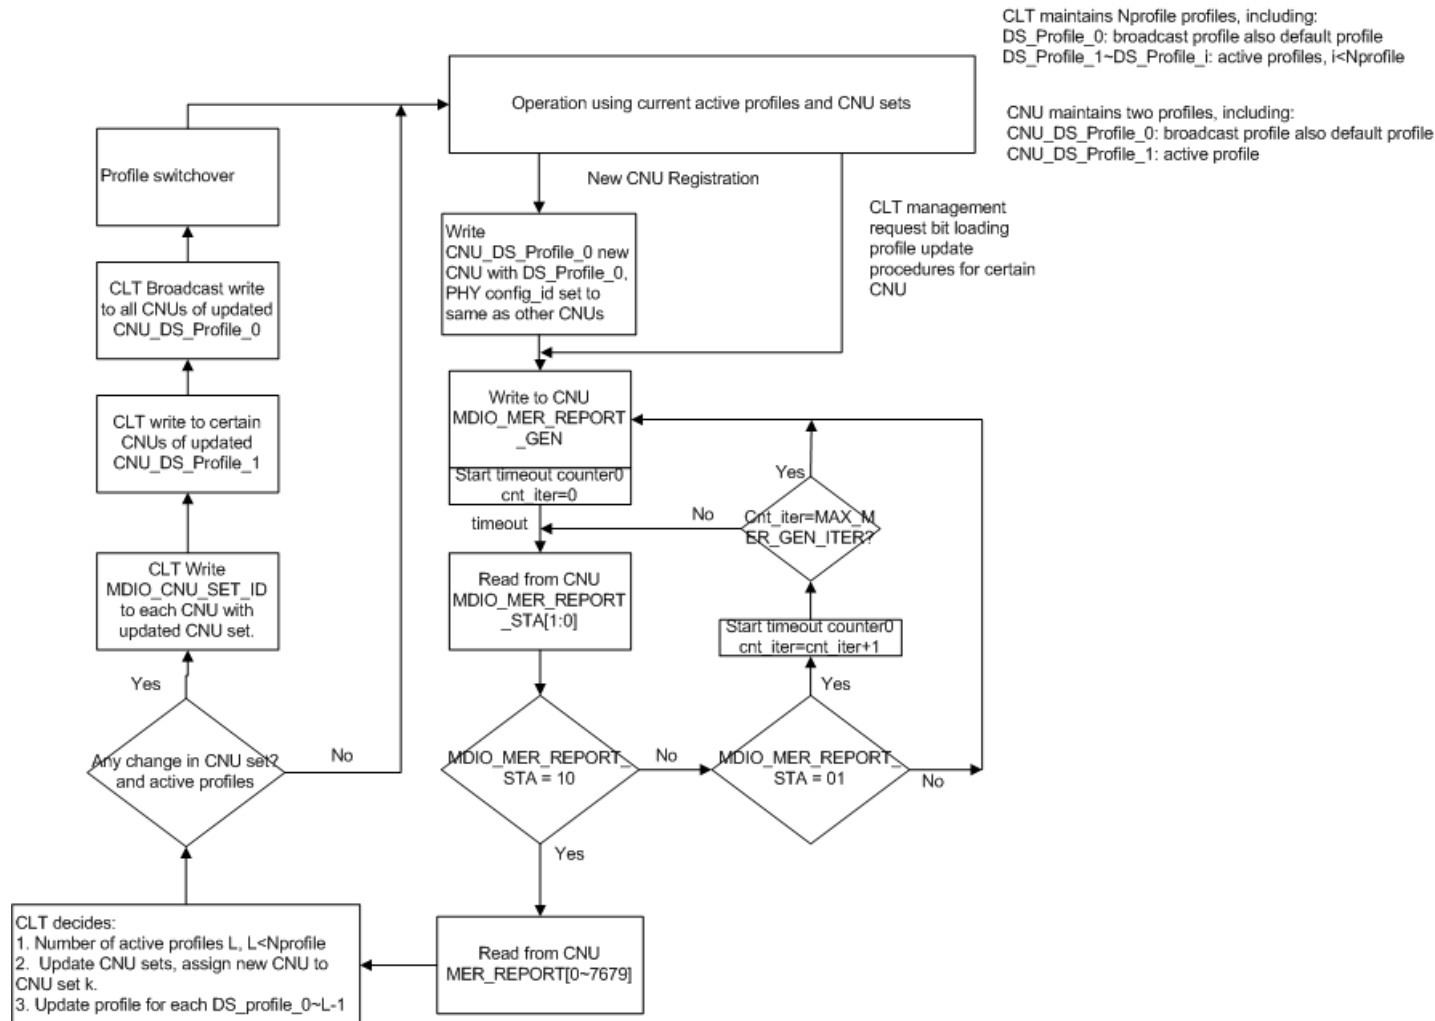 CLT maintains Nprofile profiles, including:
DS_Profile_0: broadcast profile also default profile
DS_Profile_1~DS_Profile_i: active profiles, i<Nprofile
CNU maintains two profiles, including:
CNU_DS_Profile_0: broadcast profile also default profile
CNU_DS_Profile_1: active profile
Operation using current active profiles and CNU sets
Profile switchover
New CNU Registration
CLT management
request bit loading
profile update
procedures for certain
CNU
Write
CNU_DS_Profile_0 new
CNU with DS_Profile_0,
PHY config_id set to
same as other CNUs
CLT Broadcast write
to all CNUs of updated
CNU_DS_Profile_0
Write to CNU
MDIO_MER_REPORT
_GEN
Start timeout counter0
cnt_iter=0
CLT write to certain
CNUs of updated
CNU_DS_Profile_1
Yes
timeout
No
Cnt_iter=MAX_M
ER_GEN_ITER?
CLT Write
MDIO_CNU_SET_ID
to each CNU with
updated CNU set.
Read from CNU
MDIO_MER_REPORT
_STA[1:0]
Start timeout counter0
cnt_iter=cnt_iter+1
Yes
Yes
Any change in CNU set?
and active profiles
No
MDIO_MER_REPORT_
STA = 10
No
MDIO_MER_REPORT_
STA = 01
No
Yes
CLT decides:
1. Number of active profiles L, L<Nprofile
2. Update CNU sets, assign new CNU to
CNU set k.
3. Update profile for each DS_profile_0~L-1
Read from CNU
MER_REPORT[0~7679]